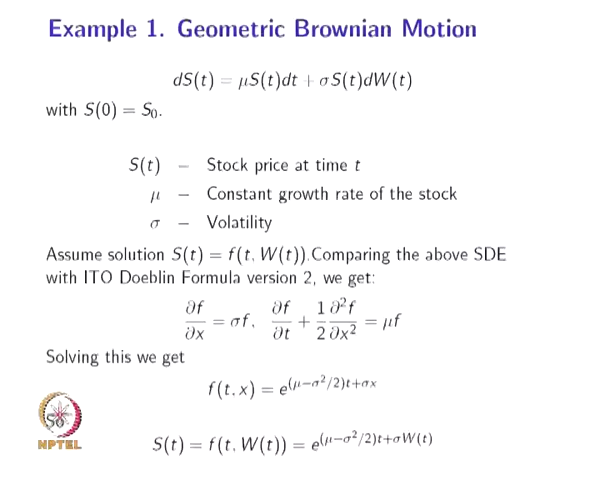 Example 1. Geometric Brownian Motion
dS(t) = μS(t)dt + σS(t)dW(t)
with S(0) = S₀.
S(t) – Stock price at time t
μ – Constant growth rate of the stock
σ – Volatility
Assume solution S(t) = f(t, W(t)).Comparing the above SDE
with ITO Doeblin Formula version 2, we get:
∂f/∂x = σf, ∂f/∂t + 1/2 ∂²f/∂x² = μf
Solving this we get
f(t, x) = e^{(μ−σ²/2)t+σx}
S(t) = f(t, W(t)) = e^{(μ−σ²/2)t+σW(t)}
NPTEL